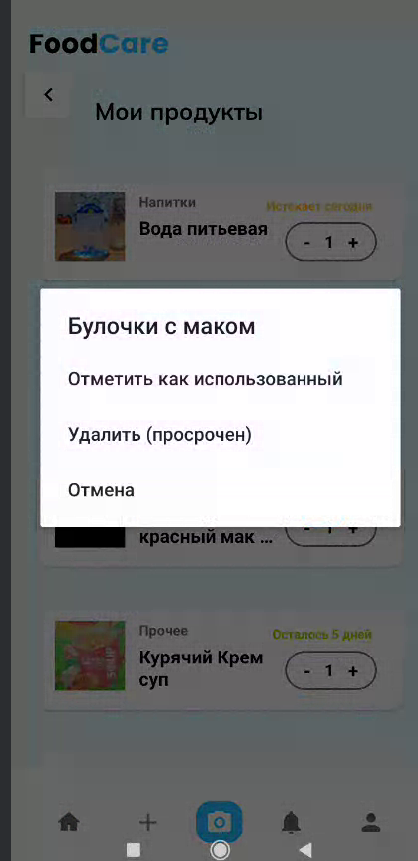 FoodCare
Мои продукты
Напитки
Истекает сегодня
Вода питьевая
- 1 +
Булочки с маком
Отметить как использованный
Удалить (просрочен)
Отмена
красный мак ...
- 1 +
Прочее
Осталось 5 дней
Курячий Крем
суп
- 1 +